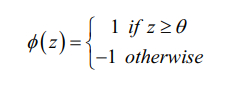 ϕ(z) = { 1 if z ≥ θ
−1 otherwise